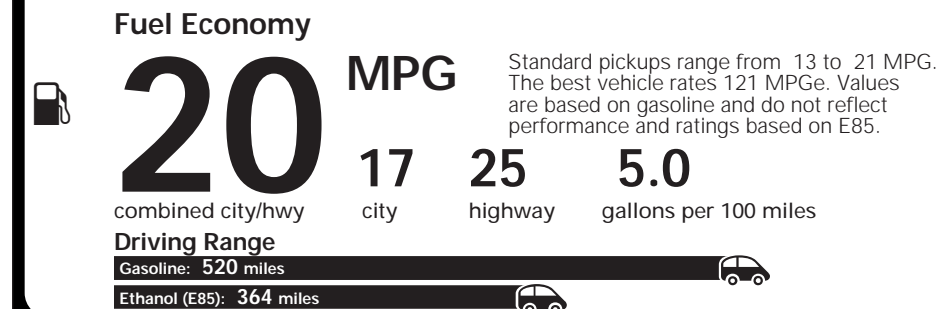 Fuel Economy
20
MPG
Standard pickups range from 13 to 21 MPG.
The best vehicle rates 121 MPGe. Values
are based on gasoline and do not reflect
performance and ratings based on E85.
17 25 5.0
combined city/hwy city highway gallons per 100 miles
Driving Range
Gasoline: 520 miles
Ethanol (E85): 364 miles